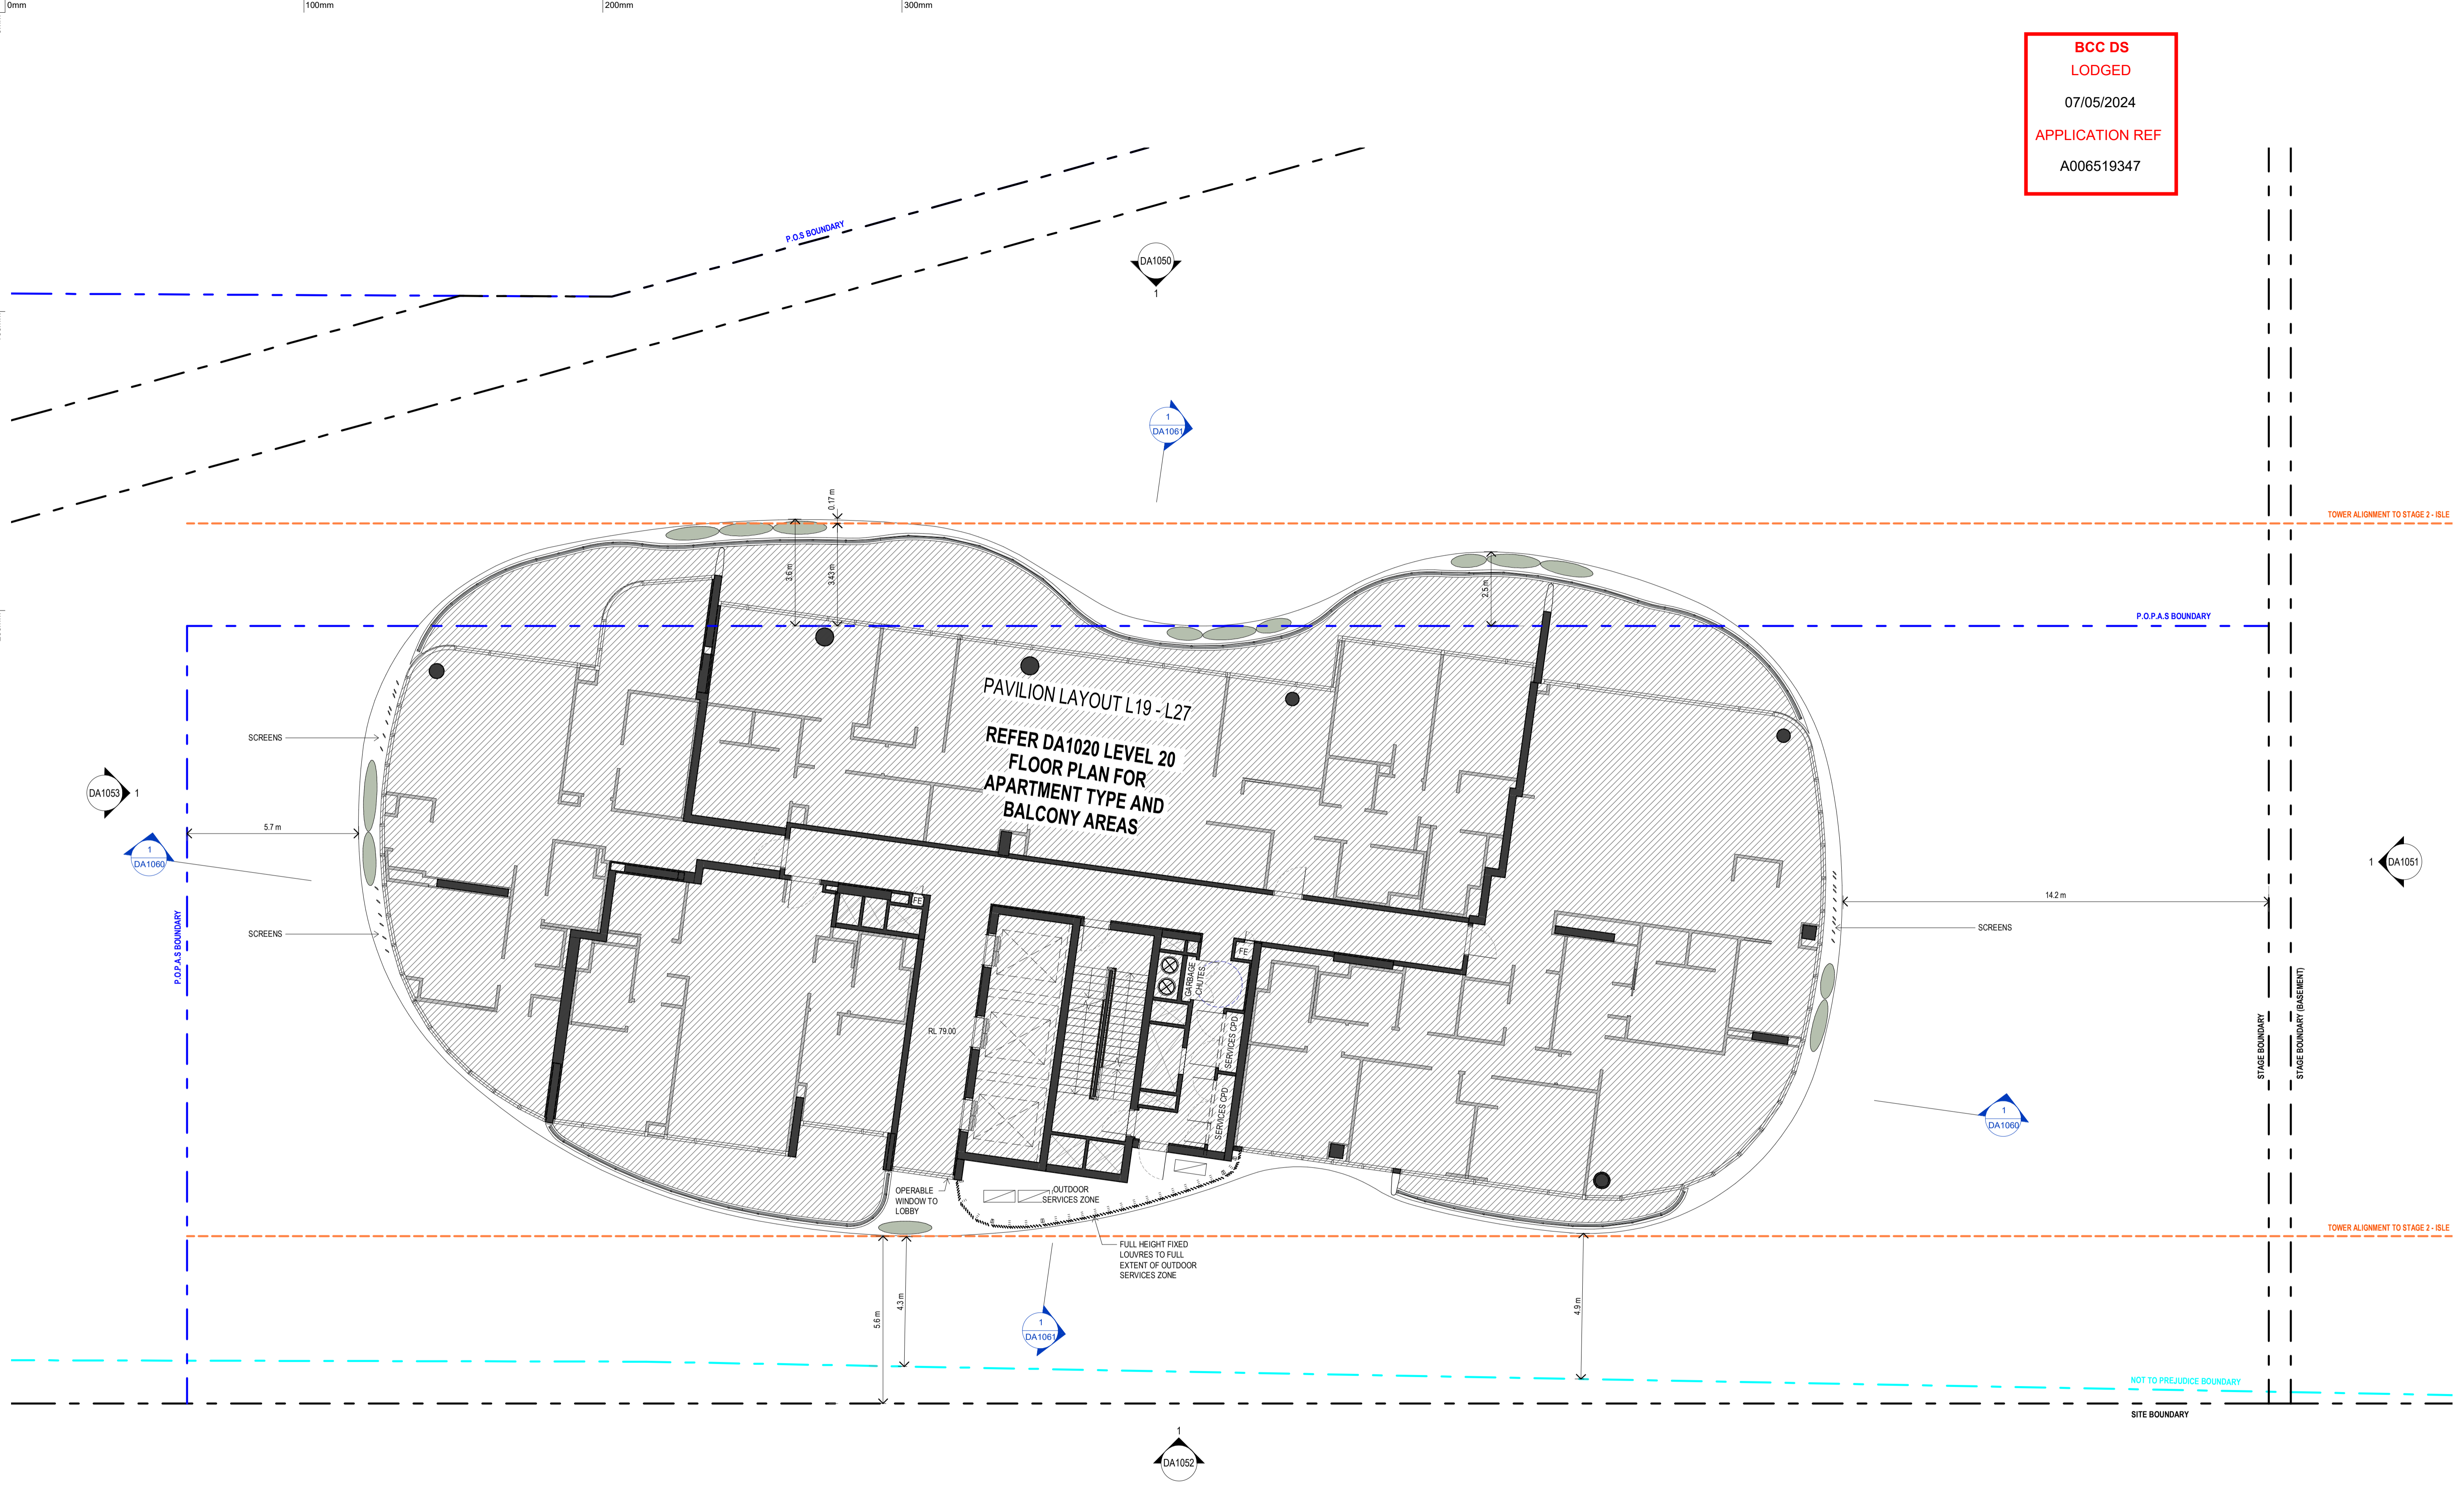 0mm
100mm
200mm
300mm
BCC DS
LODGED
07/05/2024
APPLICATION REF
A006519347
P.O.S BOUNDARY
DA1050
1
1
DA1061
0.17 m
TOWER ALIGNMENT TO STAGE 2 - ISLE
3.6 m
3.43 m
2.5 m
P.O.P.A.S BOUNDARY
PAVILION LAYOUT L19 - L27
REFER DA1020 LEVEL 20
FLOOR PLAN FOR
APARTMENT TYPE AND
BALCONY AREAS
SCREENS
DA1053
1
5.7 m
1
DA1060
1
DA1051
14.2 m
SCREENS
SCREENS
P.O.P.A.S BOUNDARY
FE
FE
GARBAGE
CHUTES
RL 79.00
SERVICES CPD.
SERVICES CPD
STAGE BOUNDARY
STAGE BOUNDARY (BASEMENT)
1
DA1060
OPERABLE
WINDOW TO
LOBBY
OUTDOOR
SERVICES ZONE
TOWER ALIGNMENT TO STAGE 2 - ISLE
FULL HEIGHT FIXED
LOUVRES TO FULL
EXTENT OF OUTDOOR
SERVICES ZONE
5.6 m
4.3 m
4.9 m
1
DA1061
NOT TO PREJUDICE BOUNDARY
SITE BOUNDARY
1
DA1052